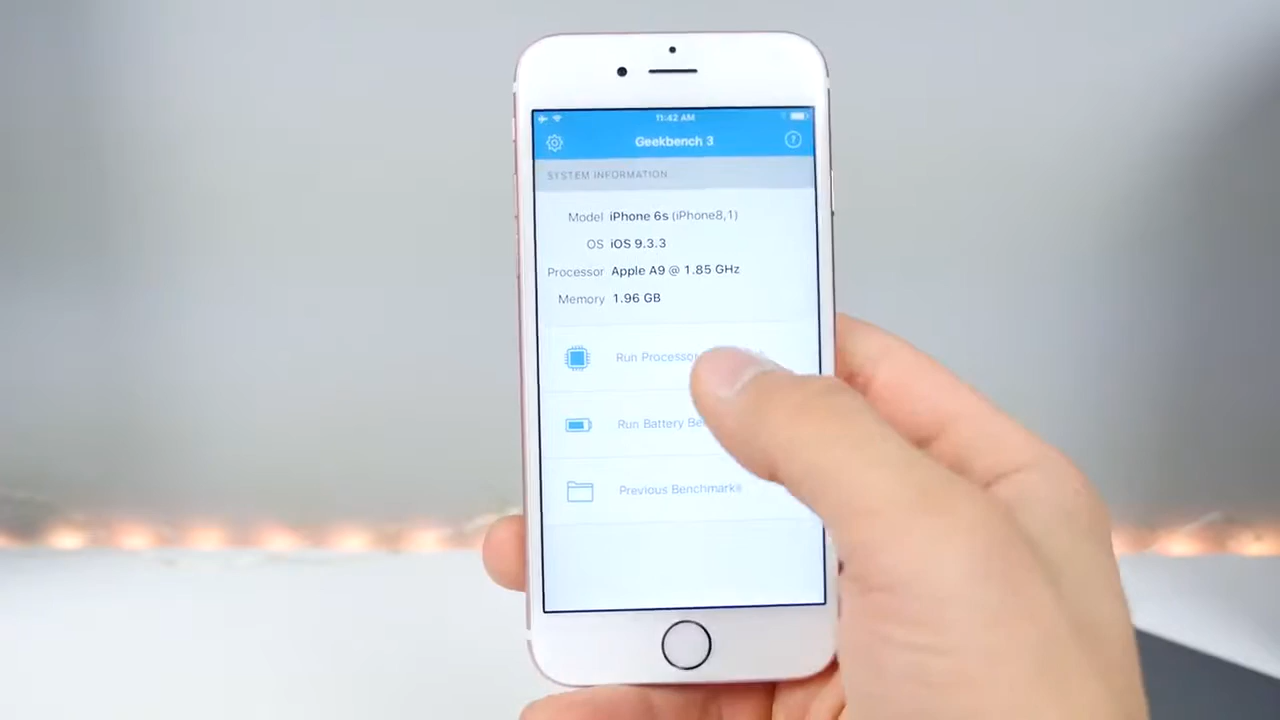 11:42 AM
Geekbench 3
?
SYSTEM INFORMATION
Model iPhone 6s (iPhone8,1)
OS iOS 9.3.3
Processor Apple A9 @ 1.85 GHz
Memory 1.96 GB
Run Processor
Run Battery
Previous Benchmarks